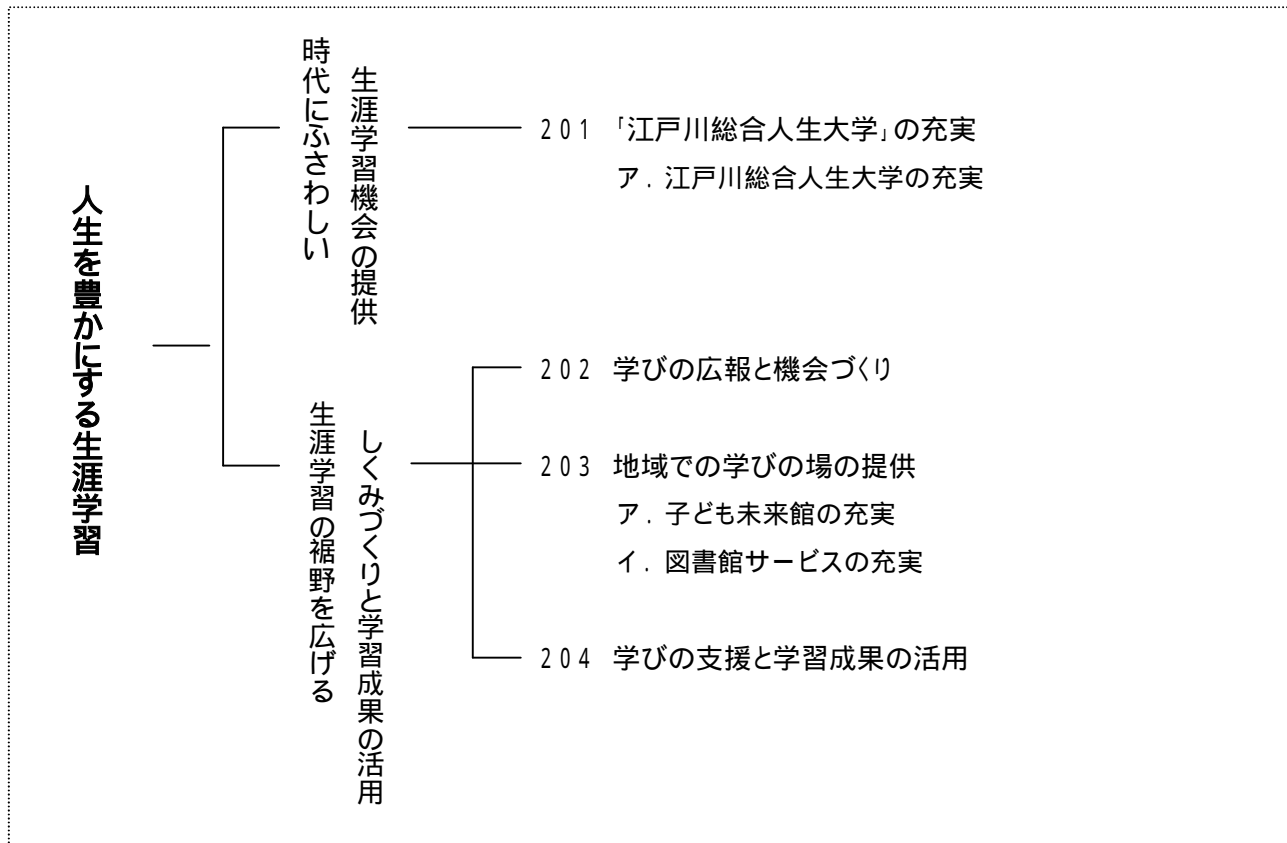 人生を豊かにする生涯学習
時代にふさわしい
生涯学習機会の提供
201 「江戸川総合人生大学」の充実
ア．江戸川総合人生大学の充実
生涯学習の裾野を広げる
しくみづくりと学習成果の活用
202 学びの広報と機会づくり
203 地域での学びの場の提供
ア．子ども未来館の充実
イ．図書館サービスの充実
204 学びの支援と学習成果の活用